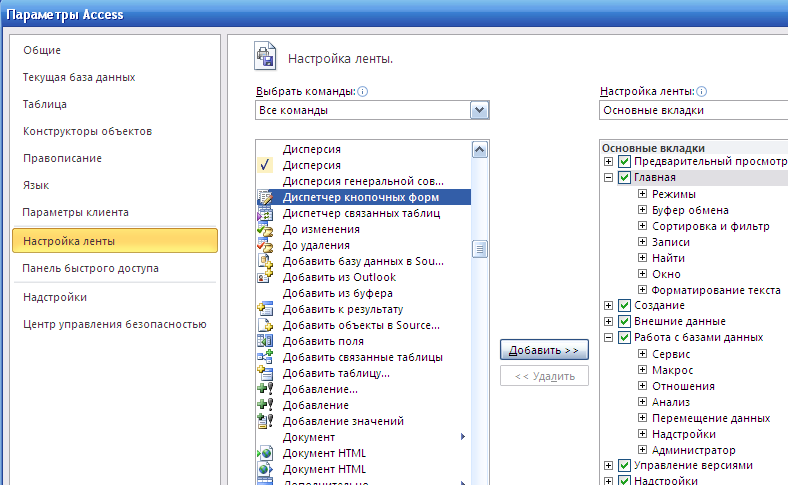 Параметры Access
Общие
Текущая база данных
Таблица
Конструкторы объектов
Правописание
Язык
Параметры клиента
Настройка ленты
Панель быстрого доступа
Надстройки
Центр управления безопасностью
Настройка ленты.
Выбрать команды:
Все команды
Дисперсия
Дисперсия
Дисперсия генеральной сов...
Диспетчер кнопочных форм
Диспетчер связанных таблиц
До изменения
До удаления
Добавить базу данных в Sou...
Добавить из Outlook
Добавить из буфера
Добавить к результату
Добавить объекты в Source...
Добавить поля
Добавить связанные таблицы
Добавить таблицу...
Добавление...
Добавление
Добавление значений
Документ
Документ HTML
Документ HTML
Дополнительно
Добавить >>
<< Удалить
Настройка ленты:
Основные вкладки
Основные вкладки
Предварительный просмотр
Главная
Режимы
Буфер обмена
Сортировка и фильтр
Записи
Найти
Окно
Форматирование текста
Создание
Внешние данные
Работа с базами данных
Сервис
Макрос
Отношения
Анализ
Перемещение данных
Надстройки
Администратор
Управление версиями
Надстройки